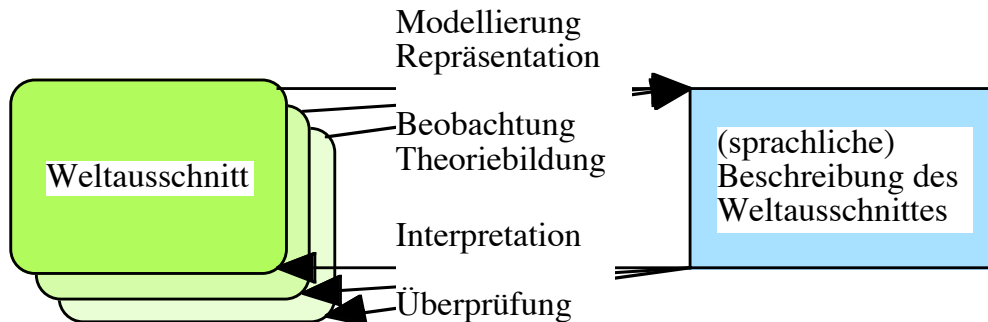 Modellierung
Repräsentation
Weltausschnitt
Beobachtung
Theoriebildung
Interpretation
Überprüfung
(sprachliche)
Beschreibung des
Weltausschnittes